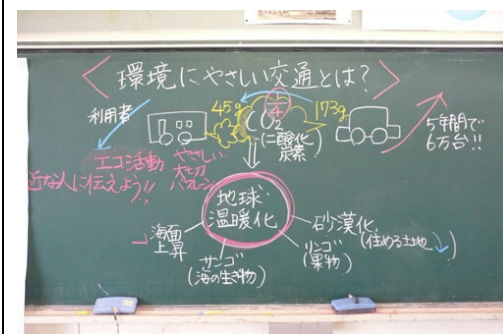 環境にやさしい交通とは?
利用者
45g
4
CO2
(二酸化
炭素)
173g
5年間で
6万台!!
エコ活動
やさしい
大切
近な人に伝えよう!!
地球
温暖化
海面
上昇
サンゴ
(海の生き物)
リンゴ
(果物)
砂漠化
(住める土地↓)